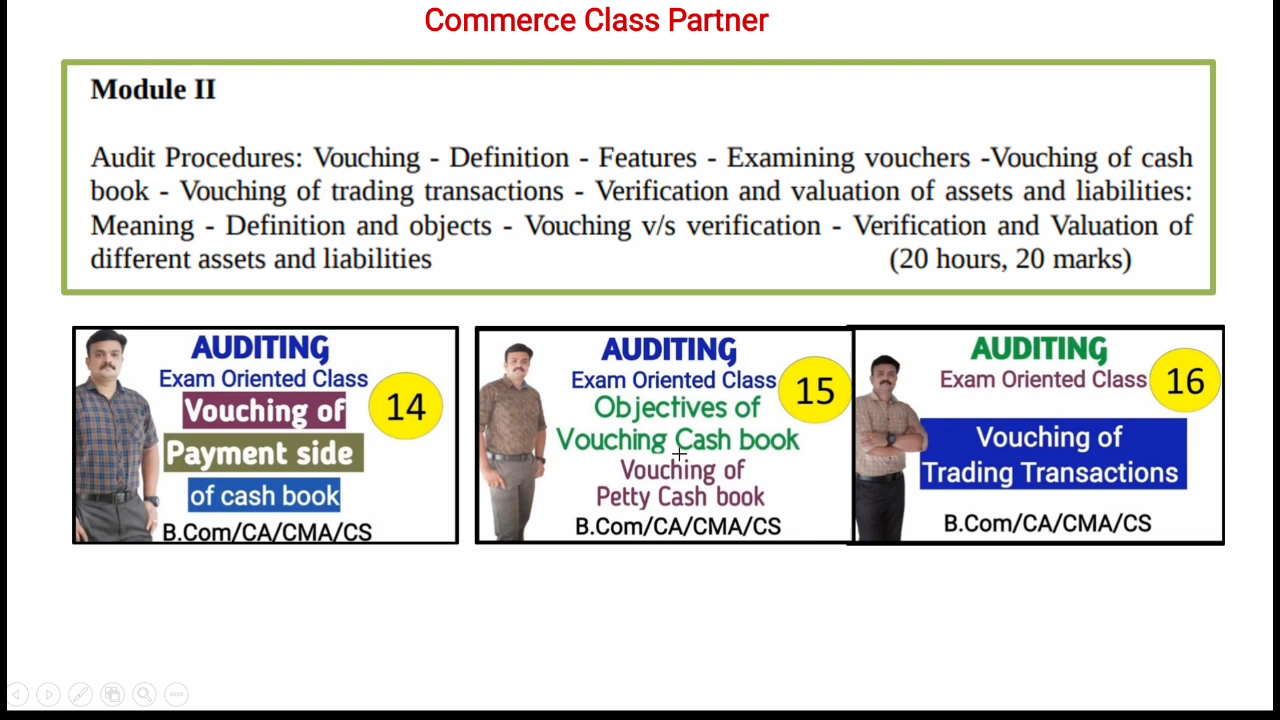 Commerce Class Partner
Module II
Audit Procedures: Vouching - Definition - Features - Examining vouchers -Vouching of cash
book - Vouching of trading transactions - Verification and valuation of assets and liabilities:
Meaning - Definition and objects - Vouching v/s verification - Verification and Valuation of
different assets and liabilities (20 hours, 20 marks)
AUDITING
Exam Oriented Class
14
Vouching of
Payment side
of cash book
B.Com/CA/CMA/CS
AUDITING
Exam Oriented Class
15
Objectives of
Vouching Cash book
Vouching of
Petty Cash book
B.Com/CA/CMA/CS
AUDITING
Exam Oriented Class
16
Vouching of
Trading Transactions
B.Com/CA/CMA/CS